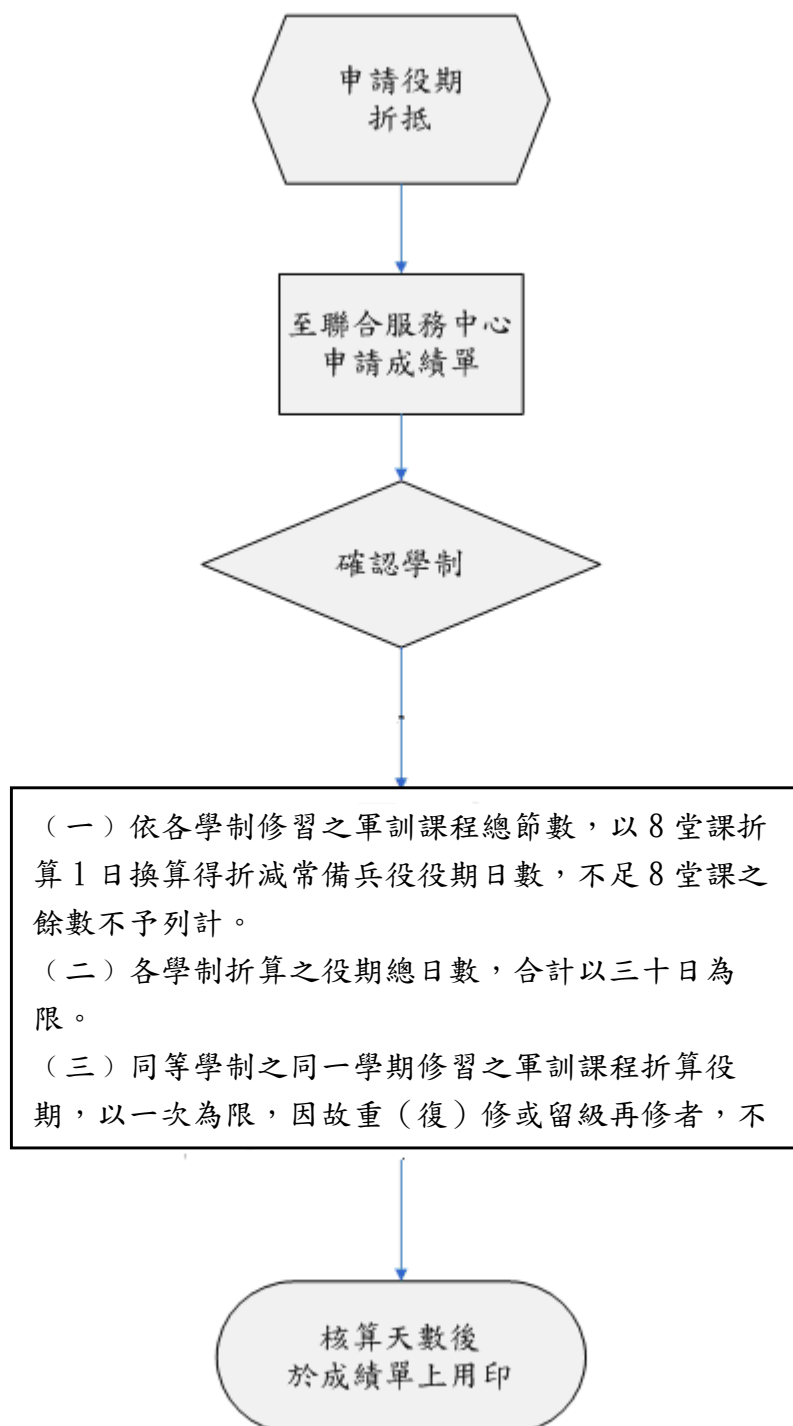 申請役期
折抵
至聯合服務中心
申請成績單
確認學制
（一）依各學制修習之軍訓課程總節數，以8堂課折
算1日換算得折減常備兵役役期日數，不足8堂課之
餘數不予列計。
（二）各學制折算之役期總日數，合計以三十日為
限。
（三）同等學制之同一學期修習之軍訓課程折算役
期，以一次為限，因故重（復）修或留級再修者，不
核算天數後
於成績單上用印